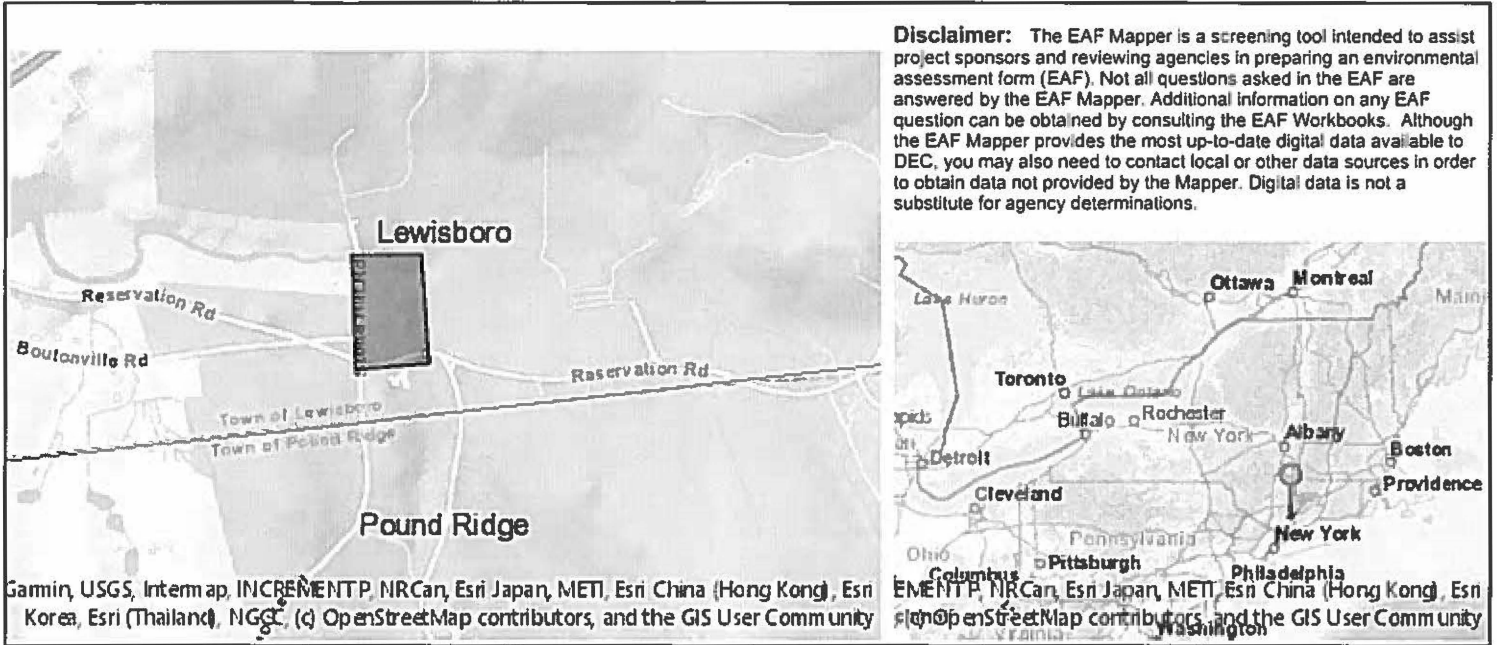 Disclaimer: The EAF Mapper is a screening tool intended to assist
project sponsors and reviewing agencies in preparing an environmental
assessment form (EAF). Not all questions asked in the EAF are
answered by the EAF Mapper. Additional information on any EAF
question can be obtained by consulting the EAF Workbooks. Although
the EAF Mapper provides the most up-to-date digital data available to
DEC, you may also need to contact local or other data sources in order
to obtain data not provided by the Mapper. Digital data is not a
substitute for agency determinations.
Lewisboro
Reservation Rd
Boutonville Rd
Reservation Rd
Town of Lewisboro
Town of Pound Ridge
Pound Ridge
Garmin, USGS, Intermap, INCREMENT P, NRCan, Esri Japan, METI, Esri China (Hong Kong), Esri
Korea, Esri (Thailand), NGCC, (c) OpenStreetMap contributors, and the GIS User Community
Ottawa
Montreal
Lake Huron
Toronto
Lake Ontario
Buffalo
Rochester
New York
Albany
Boston
Detroit
Providence
Cleveland
New York
Pennsylvania
Ohio
Pittsburgh
Columbus
Philadelphia
EMENT P, NRCan, Esri Japan, METI, Esri China (Hong Kong), Esri
OpenStreetMap contributors, and the GIS User Community
Washington